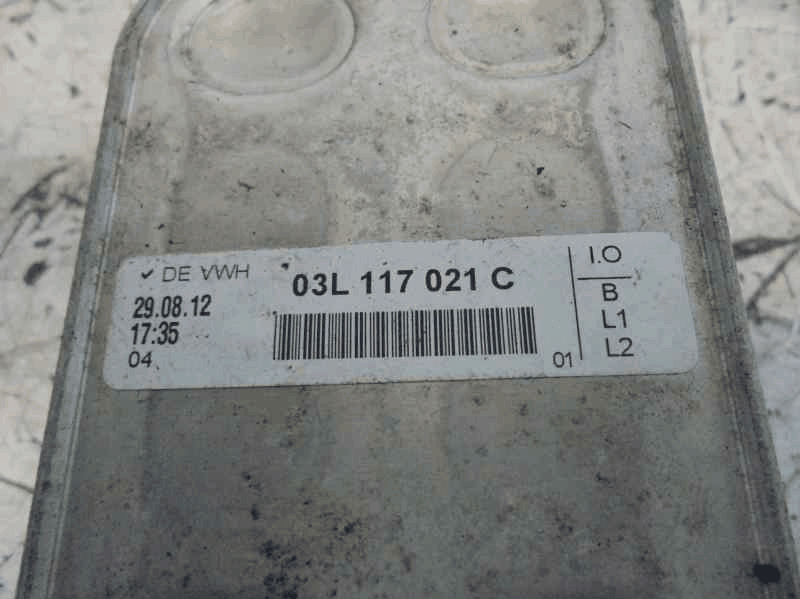 ✓ DE VWH
03L 117 021 C
29.08.12
17:35
04
01
I.O
B
L1
L2